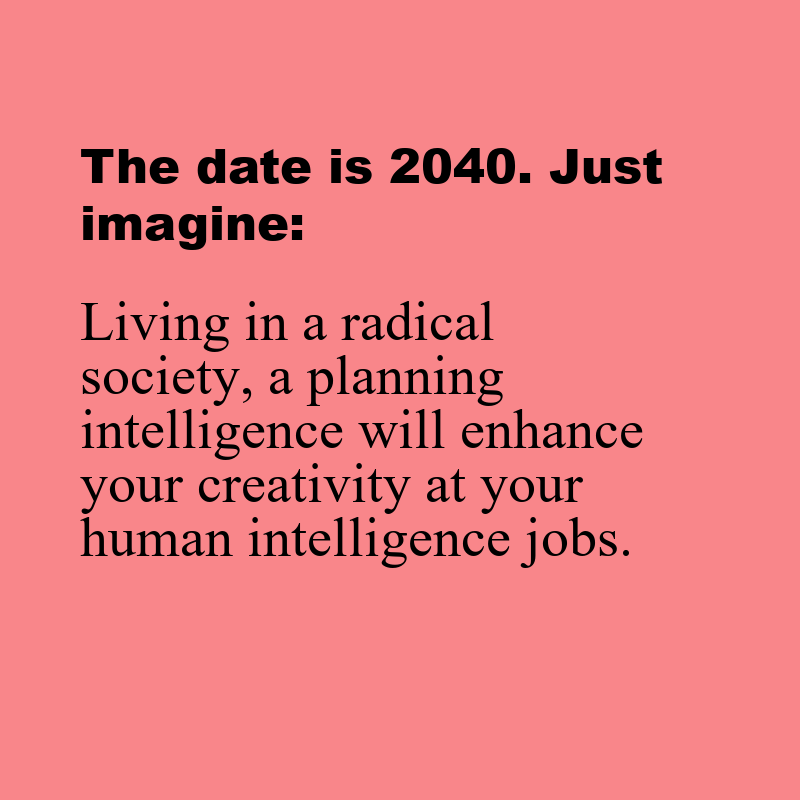 The date is 2040. Just
imagine:
Living in a radical
society, a planning
intelligence will enhance
your creativity at your
human intelligence jobs.